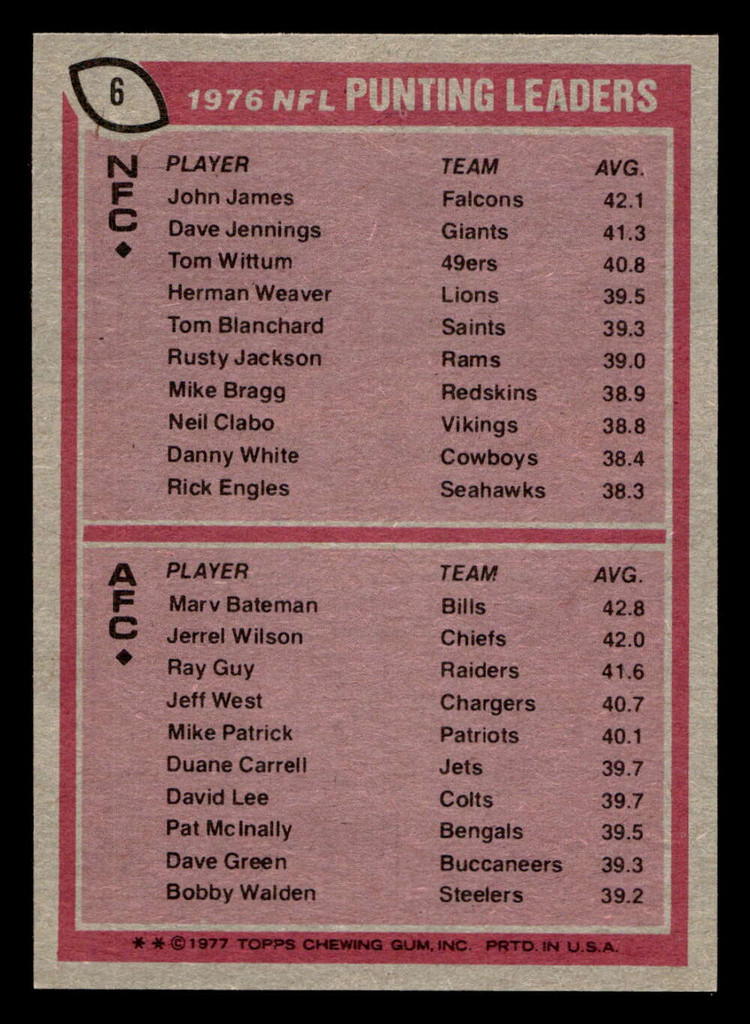 6
1976 NFL PUNTING LEADERS
NFC♦
PLAYER TEAM AVG.
John James Falcons 42.1
Dave Jennings Giants 41.3
Tom Wittum 49ers 40.8
Herman Weaver Lions 39.5
Tom Blanchard Saints 39.3
Rusty Jackson Rams 39.0
Mike Bragg Redskins 38.9
Neil Clabo Vikings 38.8
Danny White Cowboys 38.4
Rick Engles Seahawks 38.3
AFC♦
PLAYER TEAM AVG.
Marv Bateman Bills 42.8
Jerrel Wilson Chiefs 42.0
Ray Guy Raiders 41.6
Jeff West Chargers 40.7
Mike Patrick Patriots 40.1
Duane Carrell Jets 39.7
David Lee Colts 39.7
Pat McInally Bengals 39.5
Dave Green Buccaneers 39.3
Bobby Walden Steelers 39.2
**©1977 TOPPS CHEWING GUM, INC. PRTD. IN U.S.A.